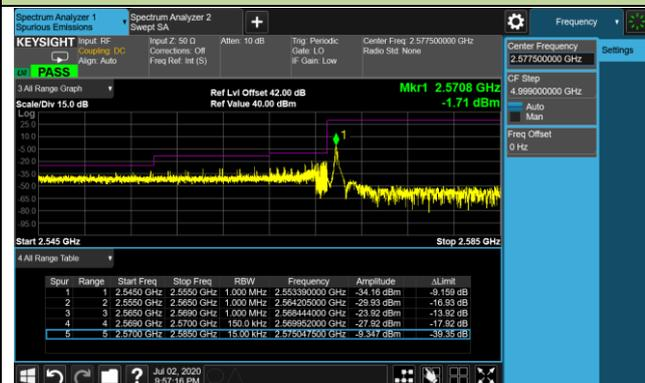 Spectrum Analyzer 1
Spurious Emissions
Spectrum Analyzer 2
Swept SA
Frequency
KEYSIGHT
Input: RF
Coupling: DC
Align: Auto
Input Z: 50 Ω
Corrections: Off
Freq Ref: Int (S)
Atten: 10 dB
Trig: Periodic
Gate: LO
IF Gain: Low
Center Freq: 2.577500000 GHz
Radio Std: None
PASS
Center Frequency
2.577500000 GHz
Settings
CF Step
4.999000000 GHz
Auto
Man
Freq Offset
0 Hz
3 All Range Graph
Scale/Div 15.0 dB
Ref Lvl Offset 42.00 dB
Ref Value 40.00 dBm
Mkr1 2.5708 GHz
-1.71 dBm
Log
25.0
10.0
-5.00
-20.0
-35.0
-50.0
-65.0
-80.0
-95.0
1
Start 2.545 GHz
Stop 2.585 GHz
4 All Range Table
Spur Range Start Freq Stop Freq RBW Frequency Amplitude ΔLimit
1 1 2.5450 GHz 2.5550 GHz 1.000 MHz 2.553390000 GHz -34.16 dBm -9.159 dB
2 2 2.5550 GHz 2.5650 GHz 1.000 MHz 2.564205000 GHz -29.93 dBm -16.93 dB
3 3 2.5650 GHz 2.5690 GHz 1.000 MHz 2.568444000 GHz -23.92 dBm -13.92 dB
4 4 2.5690 GHz 2.5700 GHz 150.0 kHz 2.569952000 GHz -27.92 dBm -17.92 dB
5 5 2.5700 GHz 2.5850 GHz 15.00 kHz 2.575047500 GHz -9.347 dBm -39.35 dB
Jul 02, 2020
9:57:16 PM